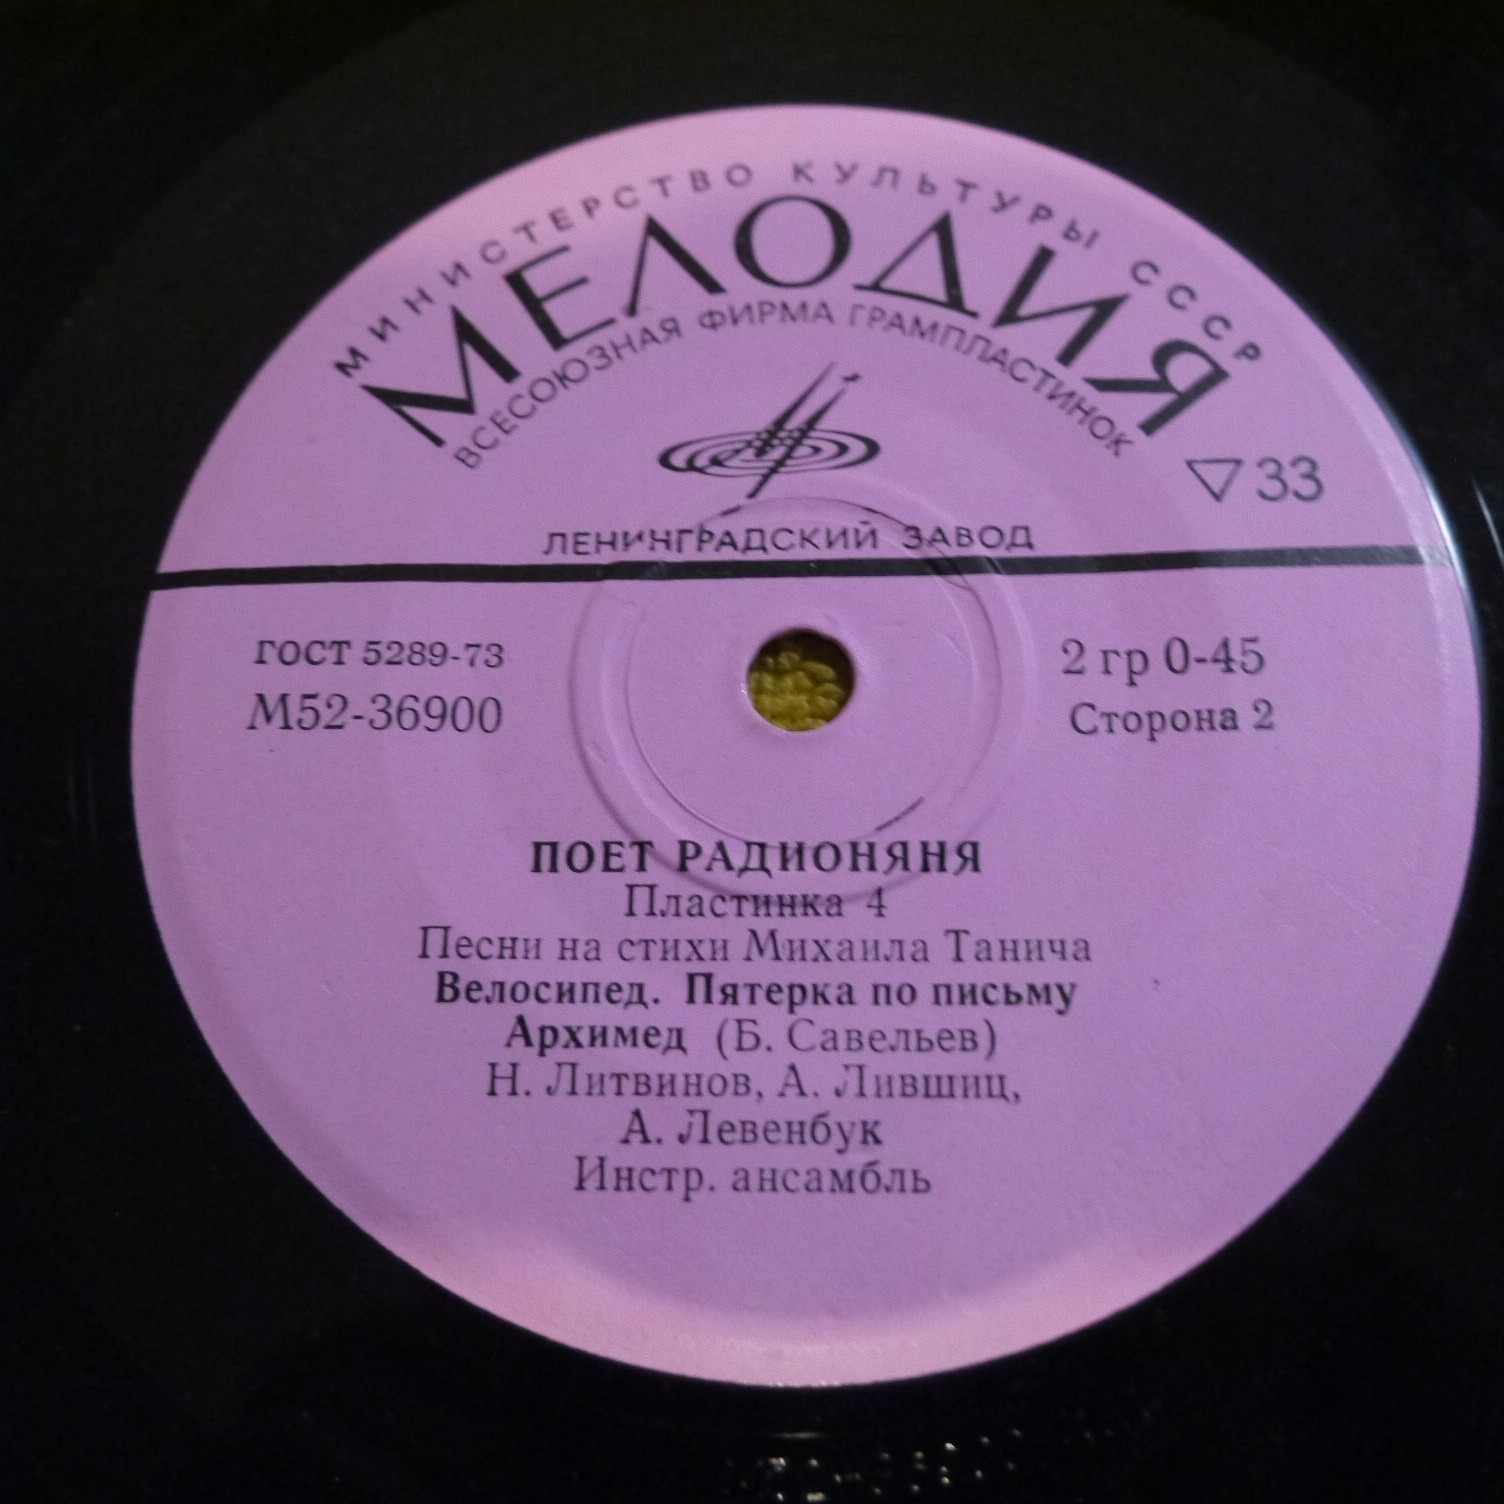 МИНИСТЕРСТВО КУЛЬТУРЫ СССР
МЕЛОДИЯ
ВСЕСОЮЗНАЯ ФИРМА ГРАМПЛАСТИНОК
▽33
ЛЕНИНГРАДСКИЙ ЗАВОД
ГОСТ 5289-73
М52-36900
2 гр 0-45
Сторона 2
ПОЕТ РАДИОНЯНЯ
Пластинка 4
Песни на стихи Михаила Танича
Велосипед. Пятерка по письму
Архимед (Б. Савельев)
Н. Литвинов, А. Лившиц,
А. Левенбук
Инстр. ансамбль